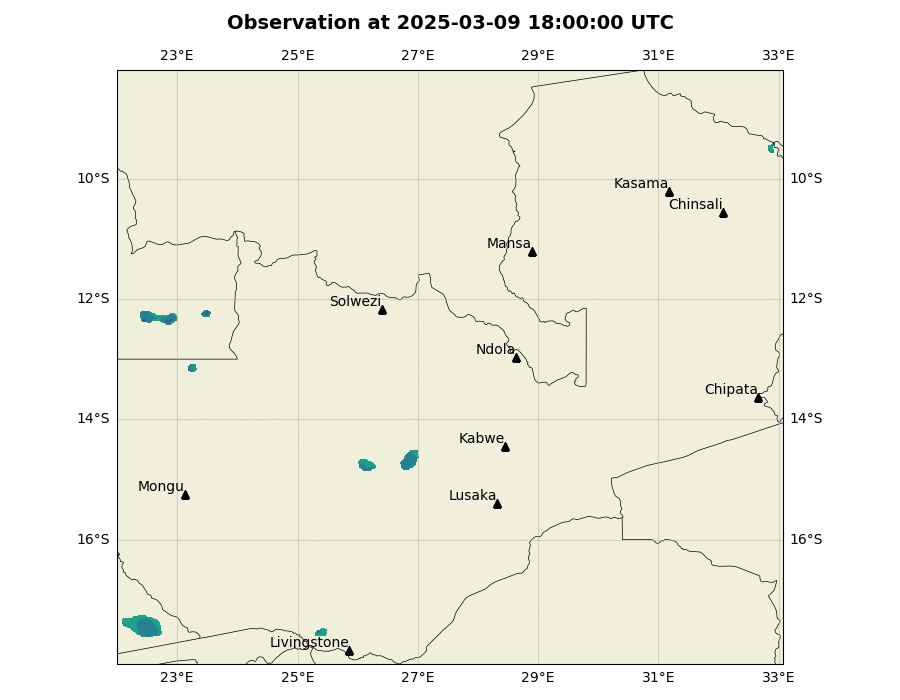 Observation at 2025-03-09 18:00:00 UTC
23°E 25°E 27°E 29°E 31°E 33°E
10°S 10°S
Kasama
Chinsali
Mansa
12°S 12°S
Solwezi
Ndola
Chipata
14°S 14°S
Kabwe
Mongu
Lusaka
16°S 16°S
Livingstone
23°E 25°E 27°E 29°E 31°E 33°E